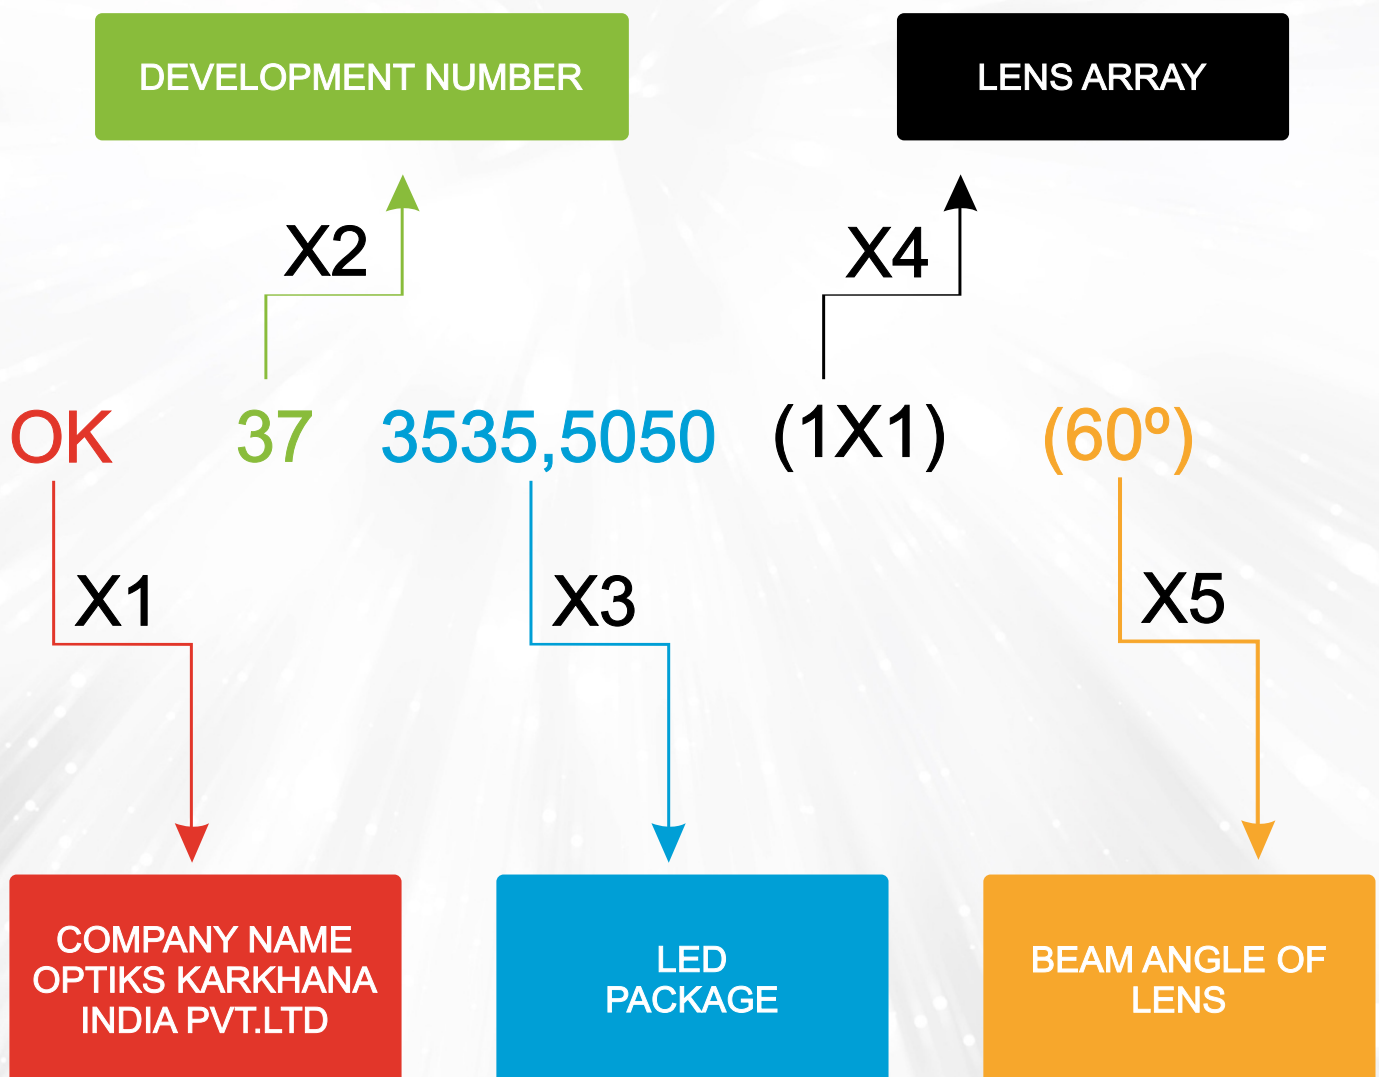 DEVELOPMENT NUMBER
LENS ARRAY
X2
X4
OK 37 3535,5050 (1X1) (60º)
X1
X3
X5
COMPANY NAME
OPTIKS KARKHANA
INDIA PVT.LTD
LED
PACKAGE
BEAM ANGLE OF
LENS